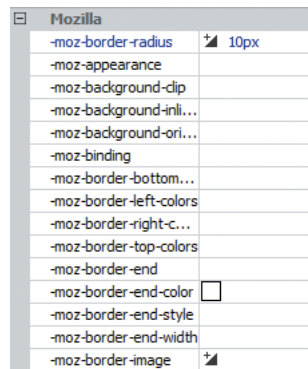 Mozilla
-moz-border-radius 10px
-moz-appearance
-moz-background-clip
-moz-background-inli...
-moz-background-ori...
-moz-binding
-moz-border-bottom...
-moz-border-left-colors
-moz-border-right-c...
-moz-border-top-colors
-moz-border-end
-moz-border-end-color
-moz-border-end-style
-moz-border-end-width
-moz-border-image